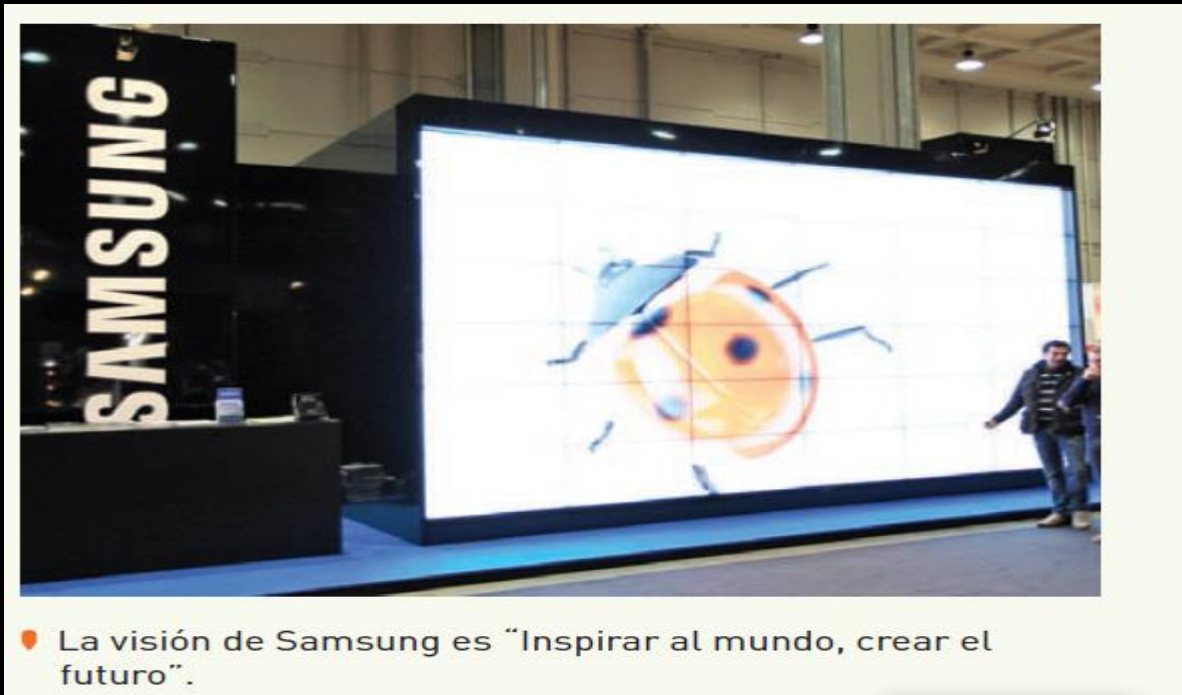 SAMSUNG
La visión de Samsung es “Inspirar al mundo, crear el
futuro”.